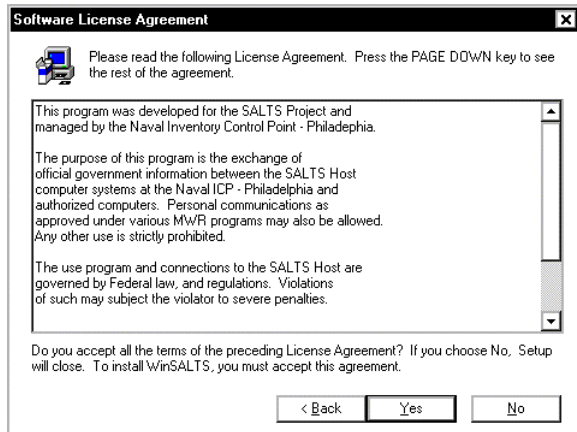 Software License Agreement
Please read the following License Agreement. Press the PAGE DOWN key to see
the rest of the agreement.
This program was developed for the SALTS Project and
managed by the Naval Inventory Control Point - Philadephia.
The purpose of this program is the exchange of
official government information between the SALTS Host
computer systems at the Naval ICP - Philadelphia and
authorized computers. Personal communications as
approved under various MWR programs may also be allowed.
Any other use is strictly prohibited.
The use program and connections to the SALTS Host are
governed by Federal law, and regulations. Violations
of such may subject the violator to severe penalties.
Do you accept all the terms of the preceding License Agreement? If you choose No, Setup
will close. To install WinSALTS, you must accept this agreement.
< Back Yes No